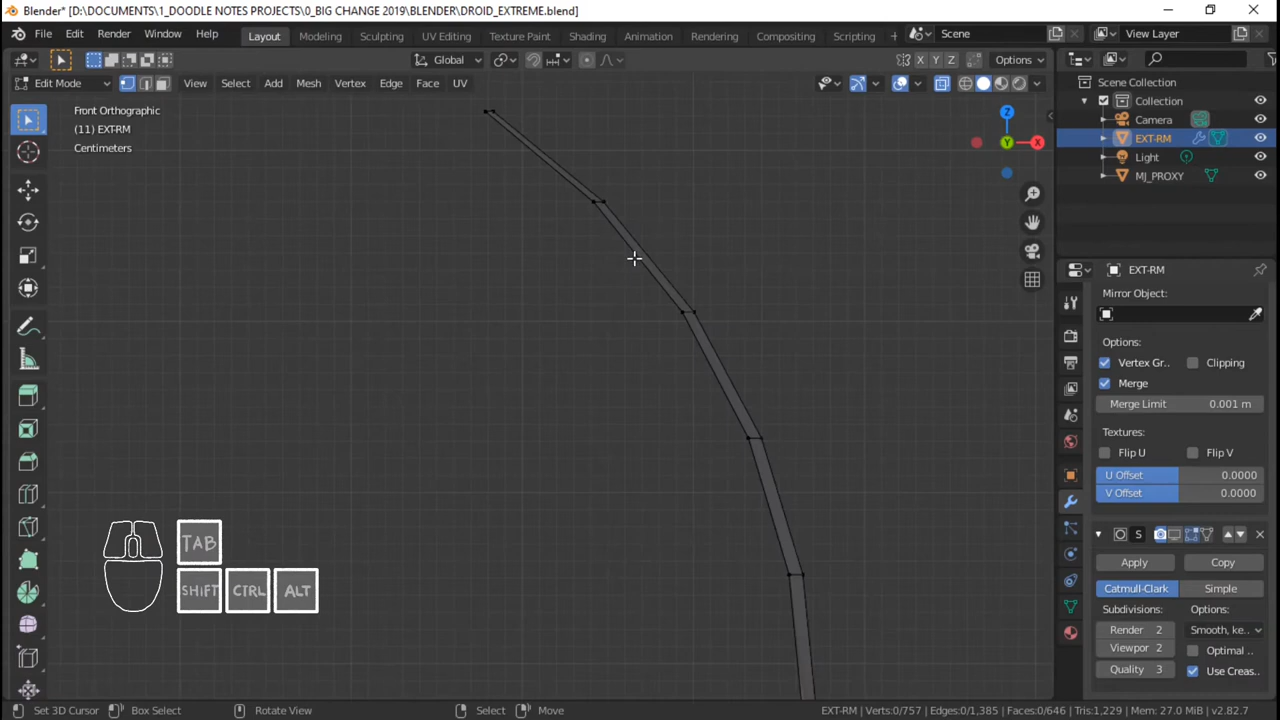 Blender* [D:\DOCUMENTS\1_DOODLE NOTES PROJECTS\0_BIG CHANGE 2019\BLENDER\DROID_EXTREME.blend]
File Edit Render Window Help Layout Modeling Sculpting UV Editing Texture Paint Shading Animation Rendering Compositing Scripting + Scene View Layer
Global X Y Z Options
Edit Mode View Select Add Mesh Vertex Edge Face UV
Scene Collection
Collection
Camera
EXT-RM
Light
MJ_PROXY
Front Orthographic
(11) EXTRM
Centimeters
Z
Y
X
EXT-RM
Mirror Object:
Options:
Vertex Gr.. Clipping
Merge
Merge Limit 0.001 m
Textures:
Flip U Flip V
U Offset 0.0000
V Offset 0.0000
S
Apply Copy
Catmull-Clark Simple
Subdivisions: Options:
Render 2 Smooth, ke..
Viewpor 2 Optimal ..
Quality 3 Use Creas..
TAB
SHIFT CTRL ALT
Set 3D Cursor Box Select Rotate View Select Move EXT-RM | Verts:0/757 | Edges:0/1,385 | Faces:0/646 | Tris:1,229 | Mem: 27.0 MiB | v2.82.7